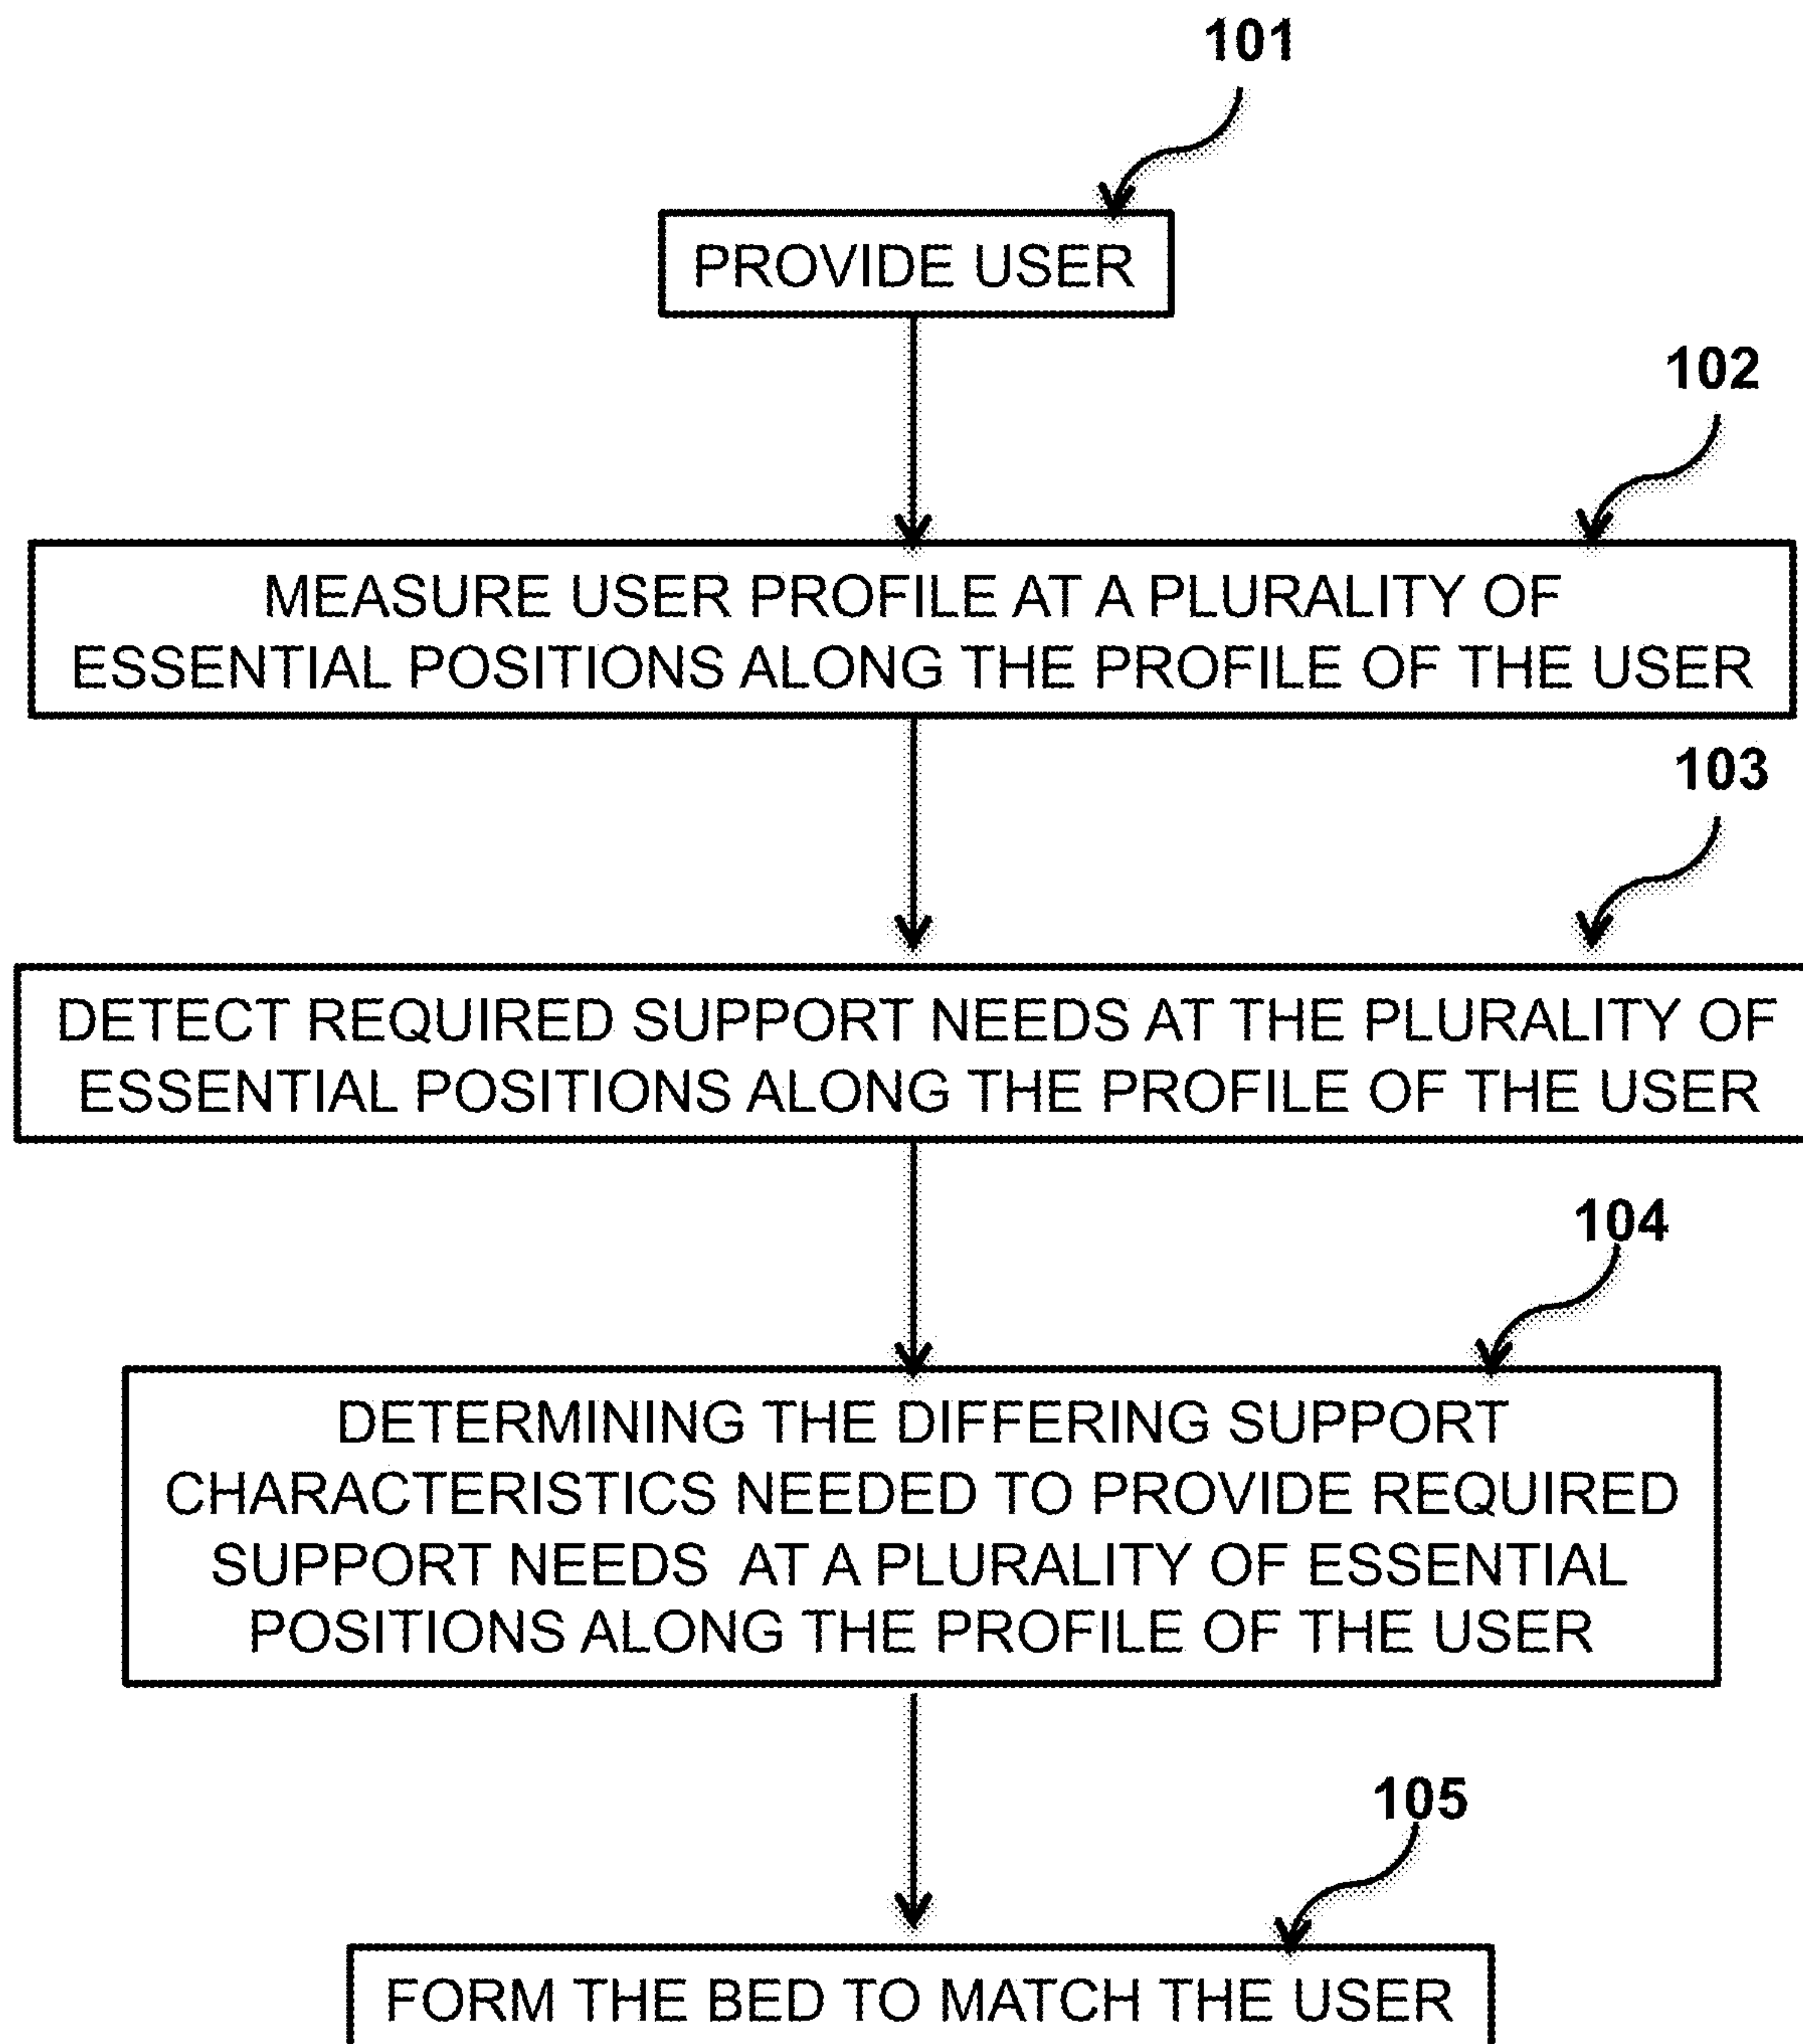 101
PROVIDE USER
102
MEASURE USER PROFILE AT A PLURALITY OF
ESSENTIAL POSITIONS ALONG THE PROFILE OF THE USER
103
DETECT REQUIRED SUPPORT NEEDS AT THE PLURALITY OF
ESSENTIAL POSITIONS ALONG THE PROFILE OF THE USER
104
DETERMINING THE DIFFERING SUPPORT
CHARACTERISTICS NEEDED TO PROVIDE REQUIRED
SUPPORT NEEDS AT A PLURALITY OF ESSENTIAL
POSITIONS ALONG THE PROFILE OF THE USER
105
FORM THE BED TO MATCH THE USER